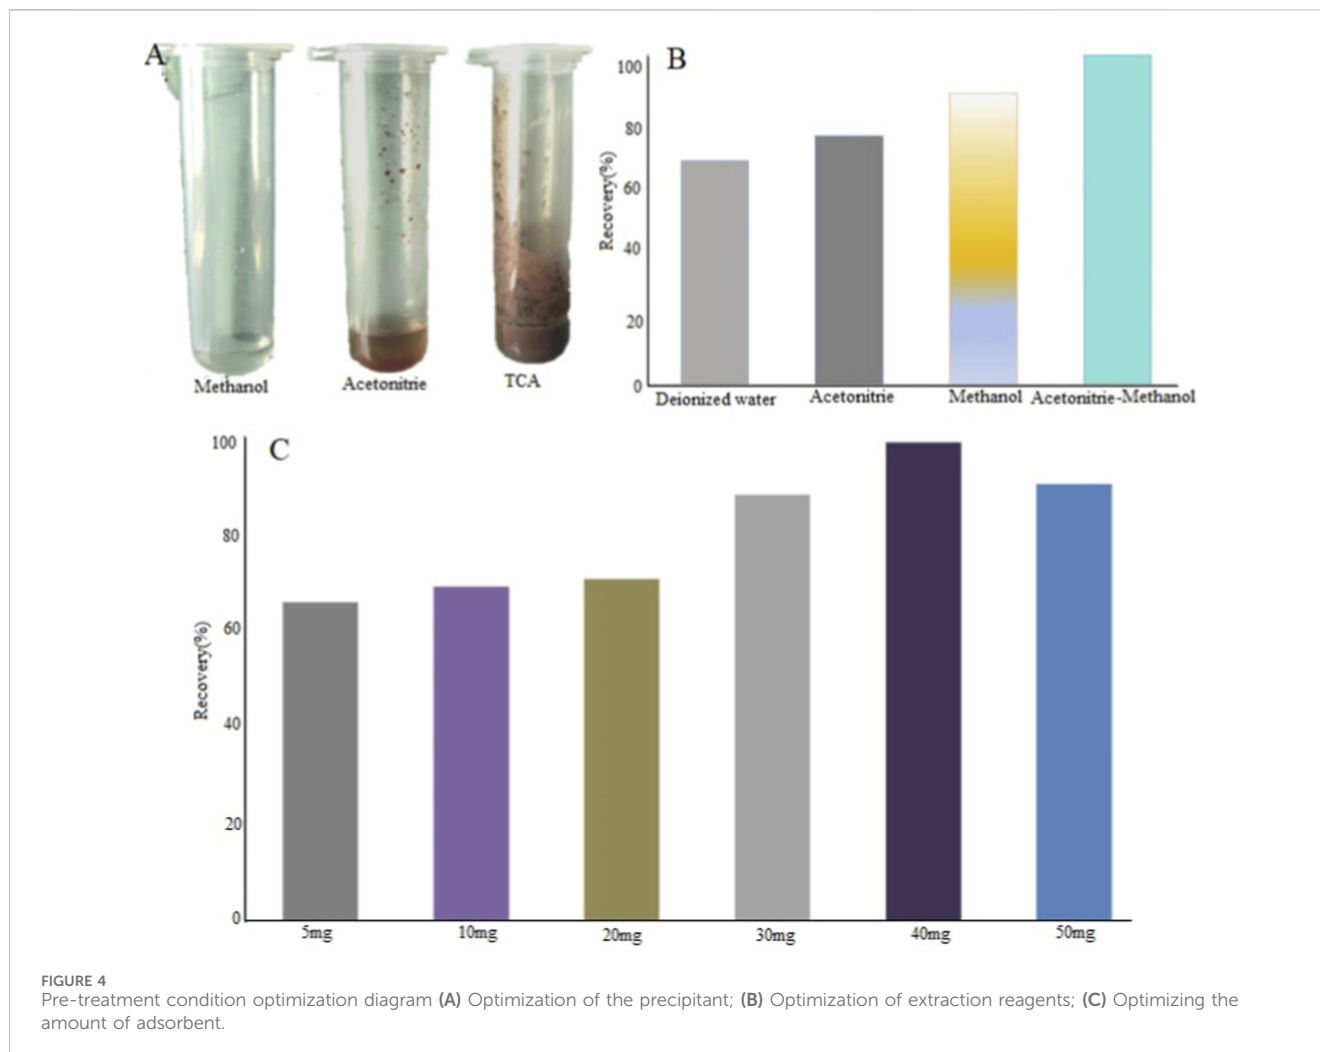 A
Methanol
Acetonitrie
TCA
B
Recovery(%)
100
80
60
40
20
0
Deionized water
Acetonitrie
Methanol
Acetonitrie-Methanol
C
Recovery(%)
100
80
60
40
20
0
5mg
10mg
20mg
30mg
40mg
50mg
FIGURE 4
Pre-treatment condition optimization diagram (A) Optimization of the precipitant; (B) Optimization of extraction reagents; (C) Optimizing the
amount of adsorbent.